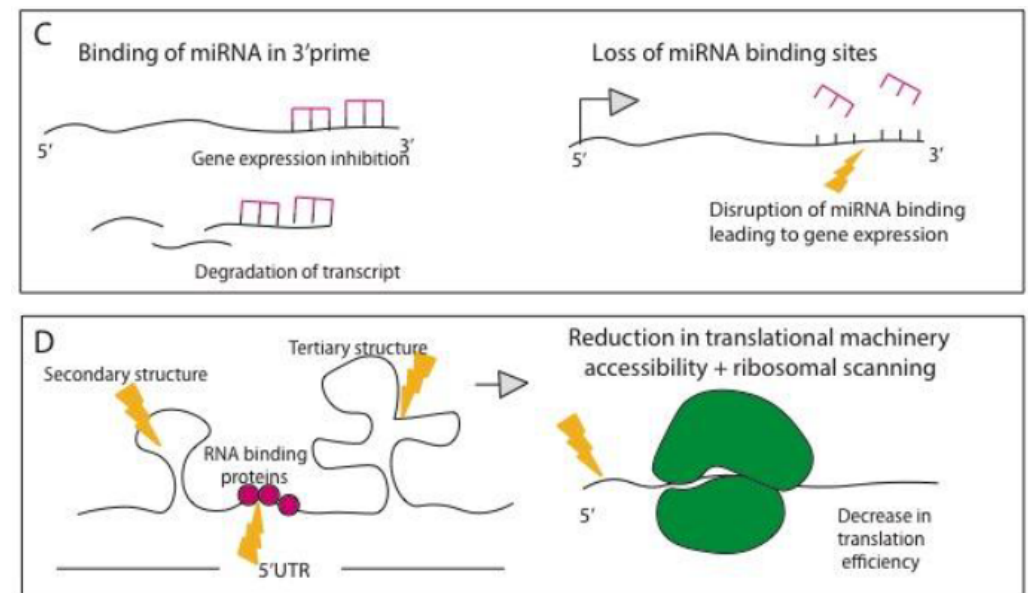 C
Binding of miRNA in 3'prime
5'
3'
Gene expression inhibition
Degradation of transcript
Loss of miRNA binding sites
5'
3'
Disruption of miRNA binding
leading to gene expression
D
Secondary structure
Tertiary structure
RNA binding
proteins
5'UTR
Reduction in translational machinery
accessibility + ribosomal scanning
5'
Decrease in
translation
efficiency